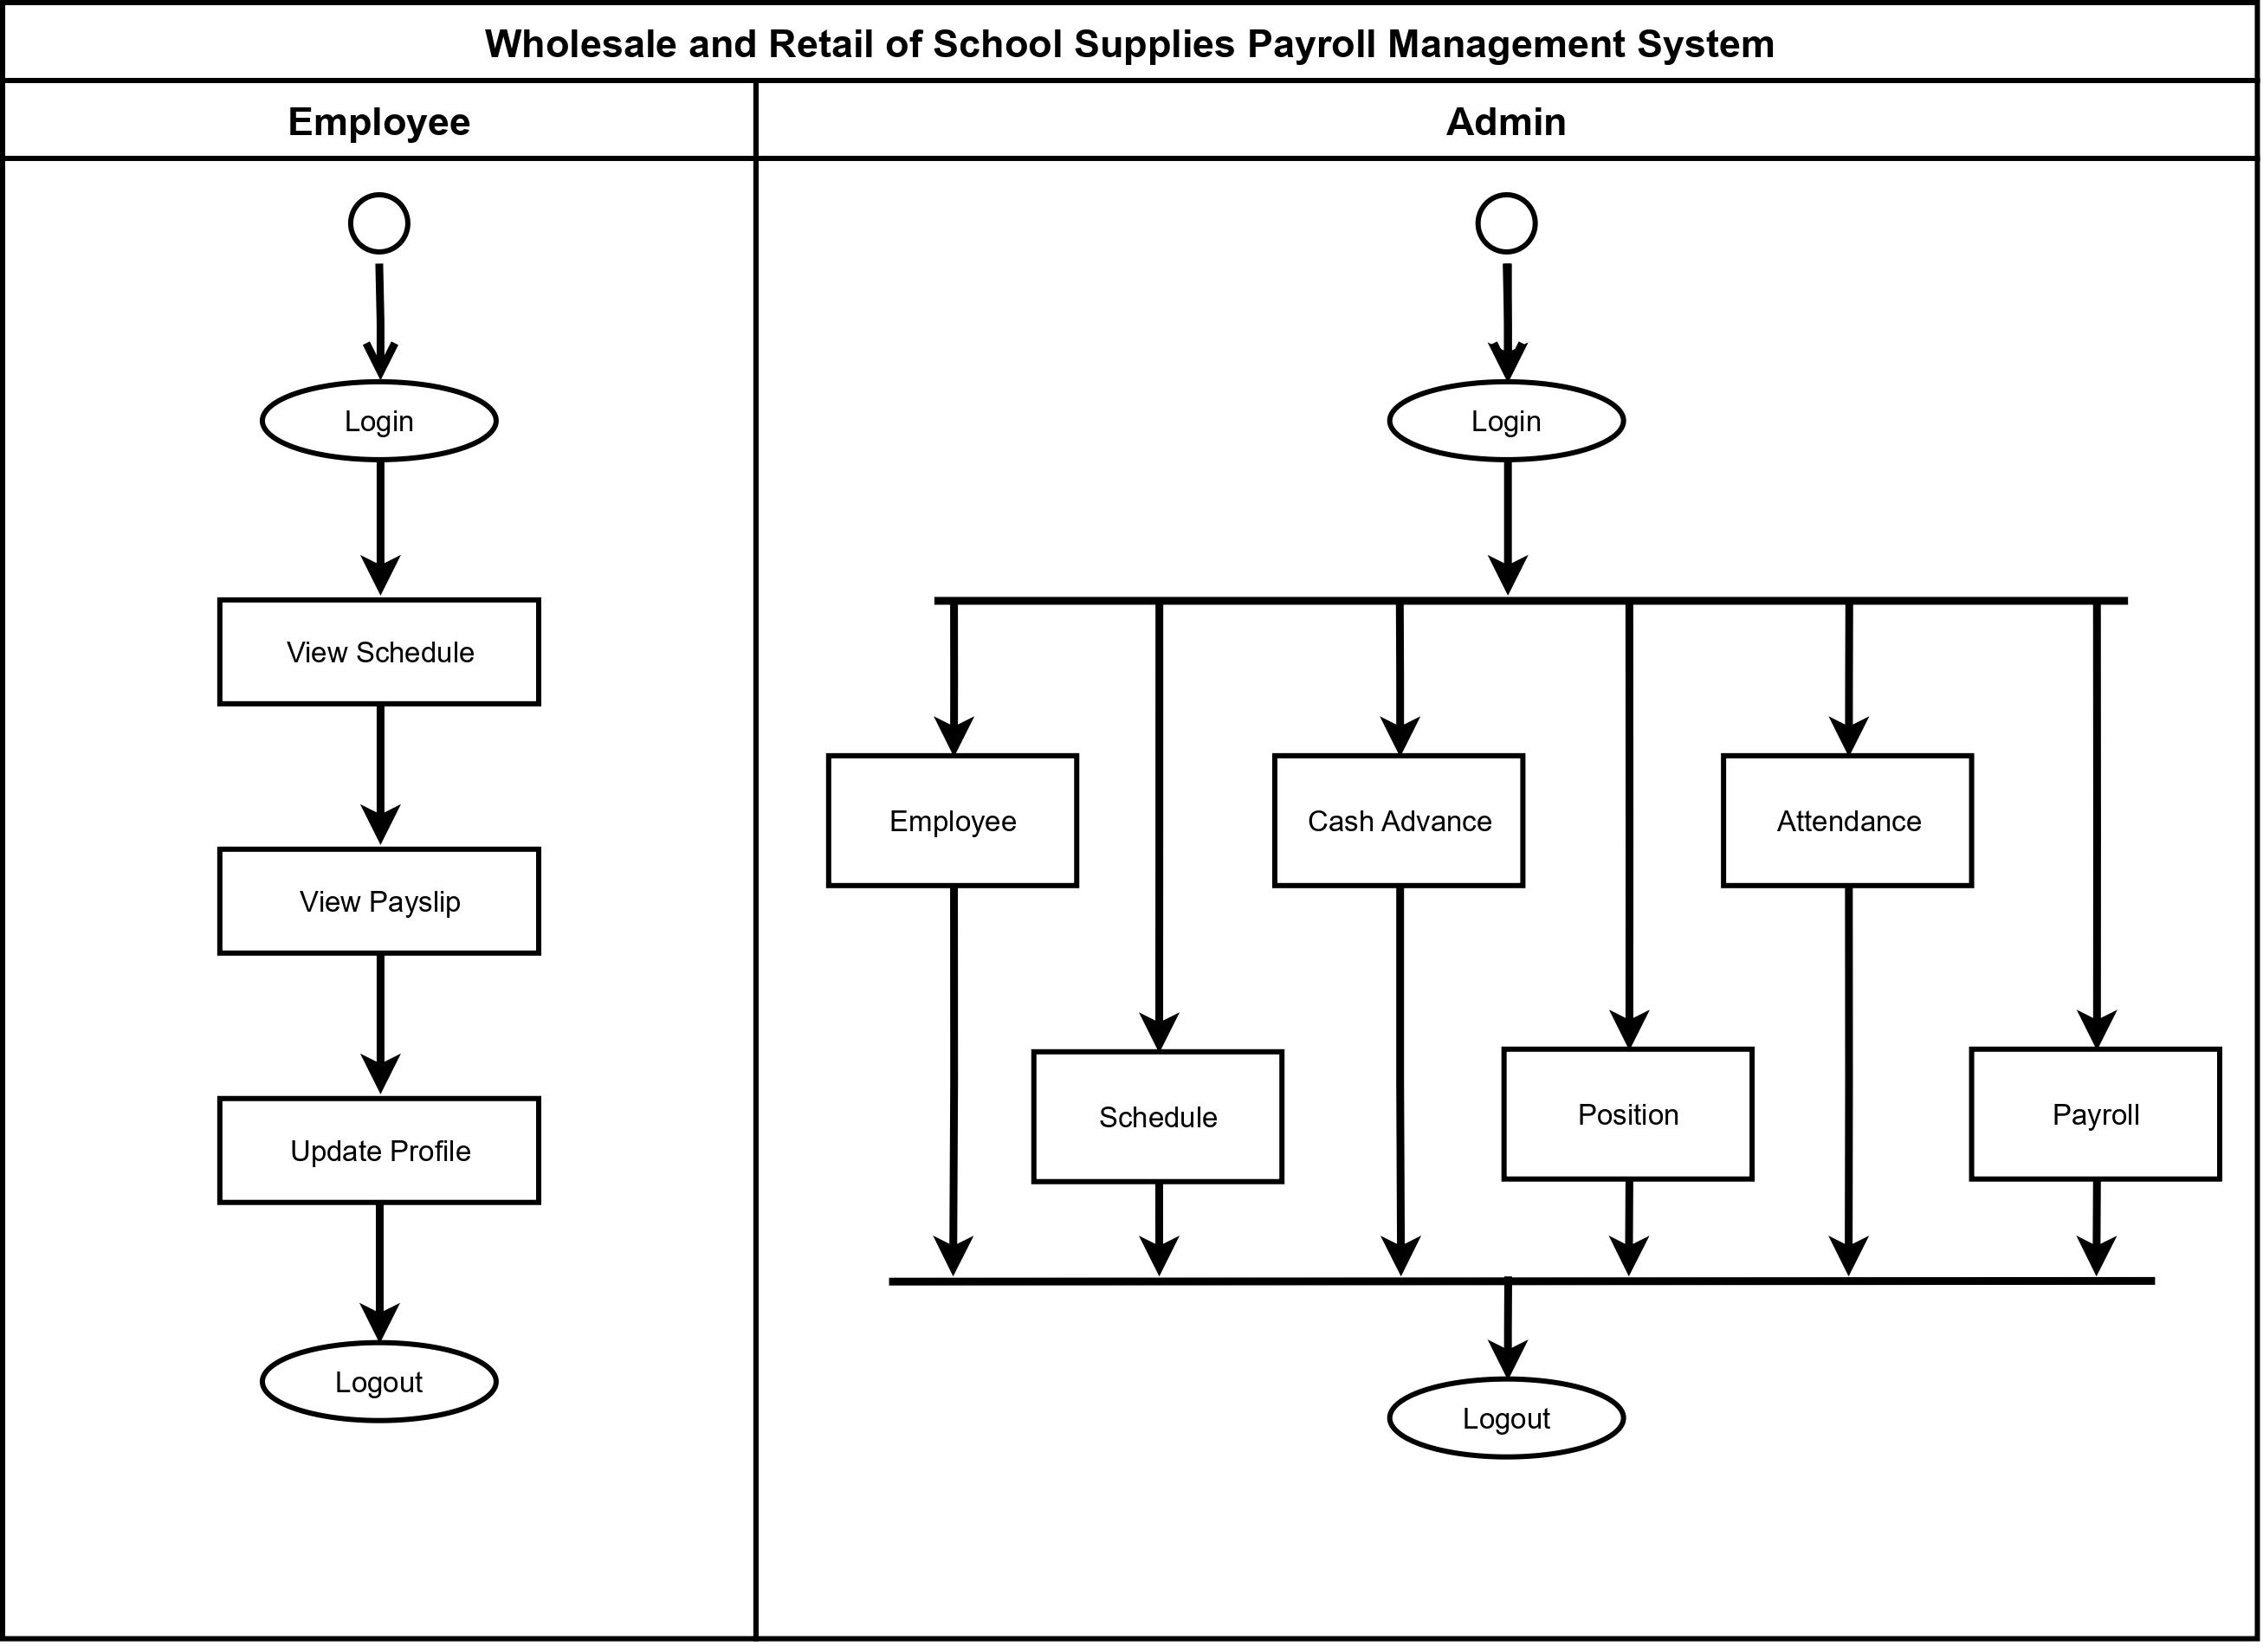 Wholesale and Retail of School Supplies Payroll Management System
Employee
Admin
Login
View Schedule
View Payslip
Update Profile
Logout
Login
Employee
Cash Advance
Attendance
Schedule
Position
Payroll
Logout